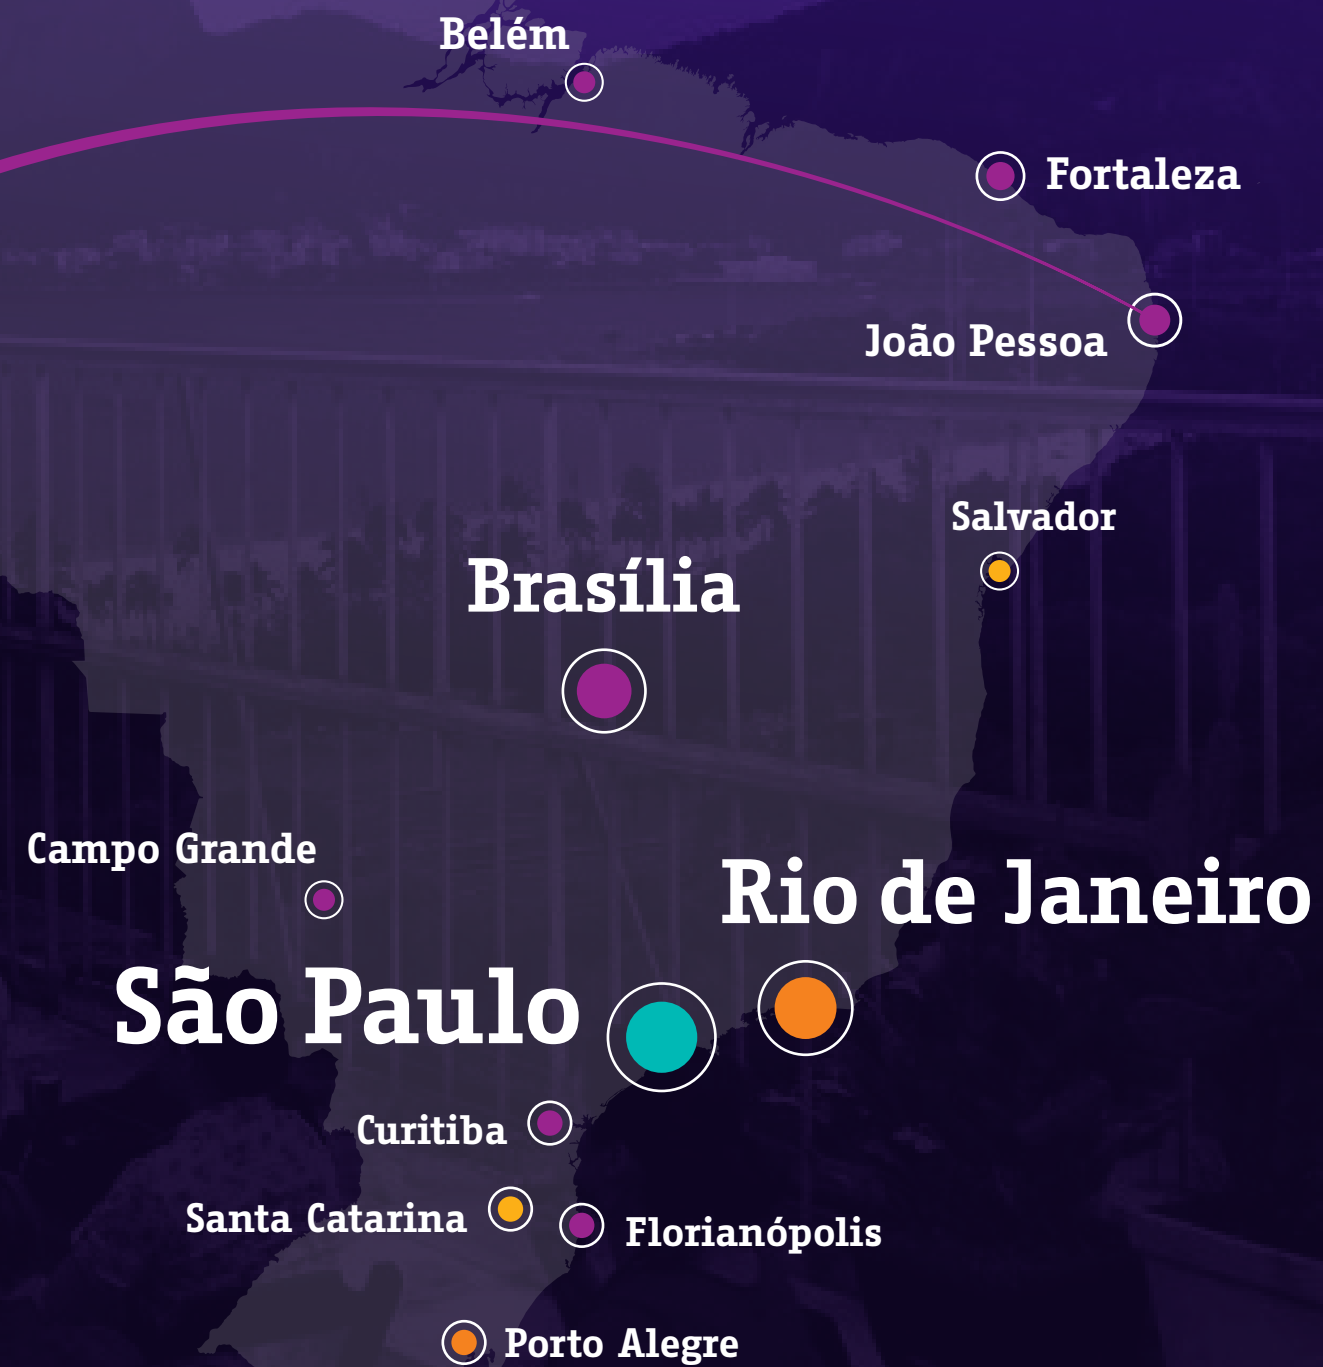 Belém
Fortaleza
João Pessoa
Salvador
Brasília
Campo Grande
Rio de Janeiro
São Paulo
Curitiba
Santa Catarina
Florianópolis
Porto Alegre